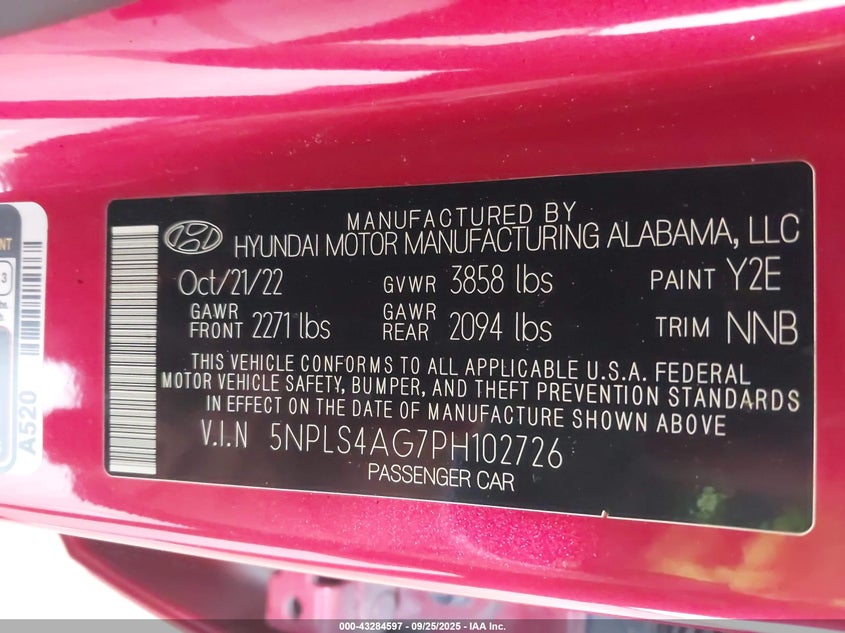 MANUFACTURED BY
HYUNDAI MOTOR MANUFACTURING ALABAMA, LLC
Oct/21/22 GVWR 3858 lbs PAINT Y2E
GAWR FRONT 2271 lbs GAWR REAR 2094 lbs TRIM NNB
THIS VEHICLE CONFORMS TO ALL APPLICABLE U.S.A. FEDERAL
MOTOR VEHICLE SAFETY, BUMPER, AND THEFT PREVENTION STANDARDS
IN EFFECT ON THE DATE OF MANUFACTURE SHOWN ABOVE
V.I.N 5NPLS4AG7PH102726
PASSENGER CAR
A520
000-43284597 - 09/25/2025 - IAA Inc.